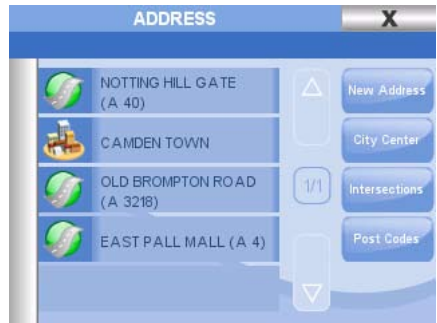 ADDRESS X
NOTTING HILL GATE
(A 40)
New Address
CAMDEN TOWN
City Center
OLD BROMPTON ROAD
(A 3218)
1/1
Intersections
EAST PALL MALL (A 4)
Post Codes